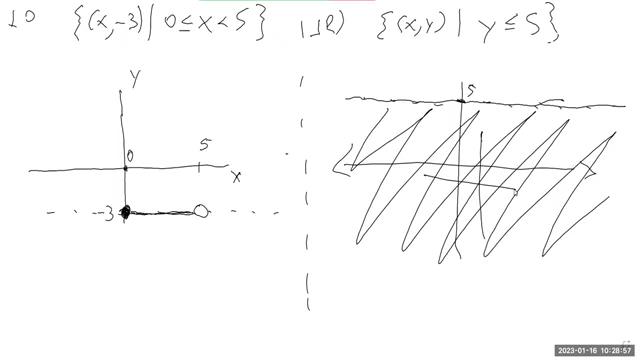 10 {(x,-3) | 0 ≤ x < 5}
{(x,y) | y ≤ 5}
y
0
5
x
-3
5
2023-01-16 10:28:57